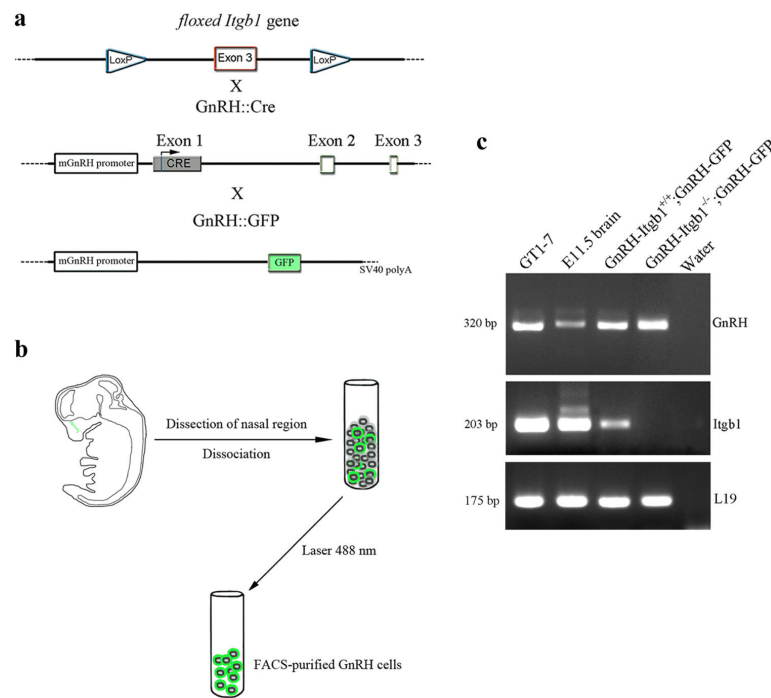 a
floxed Itgb1 gene
LoxP
Exon 3
LoxP
X
GnRH::Cre
Exon 1
Exon 2
Exon 3
mGnRH promoter
CRE
X
GnRH::GFP
mGnRH promoter
GFP
SV40 polyA
b
Dissection of nasal region
Dissociation
Laser 488 nm
FACS-purified GnRH cells
c
GT1-7
E11.5 brain
GnRH-Itgb1+/+;GnRH-GFP
GnRH-Itgb1-/-;GnRH-GFP
Water
320 bp
GnRH
203 bp
Itgb1
175 bp
L19